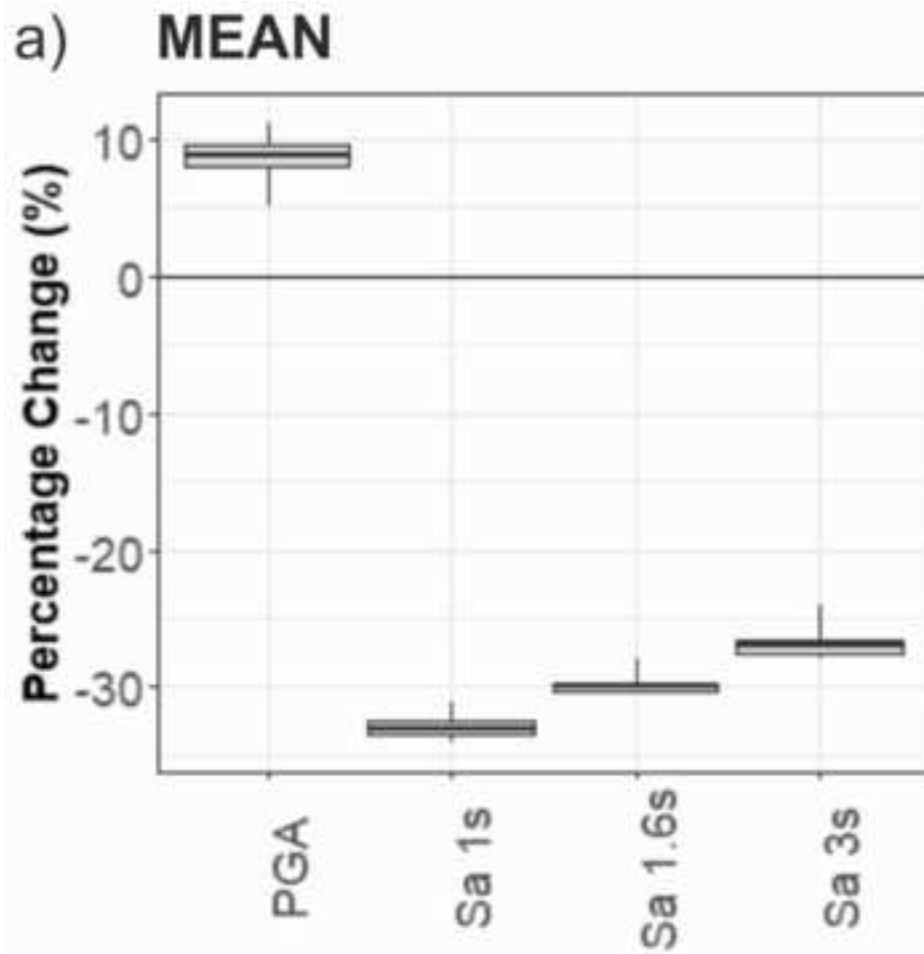 a) MEAN
Percentage Change (%)
10
0
-10
-20
-30
PGA
Sa 1s
Sa 1.6s
Sa 3s